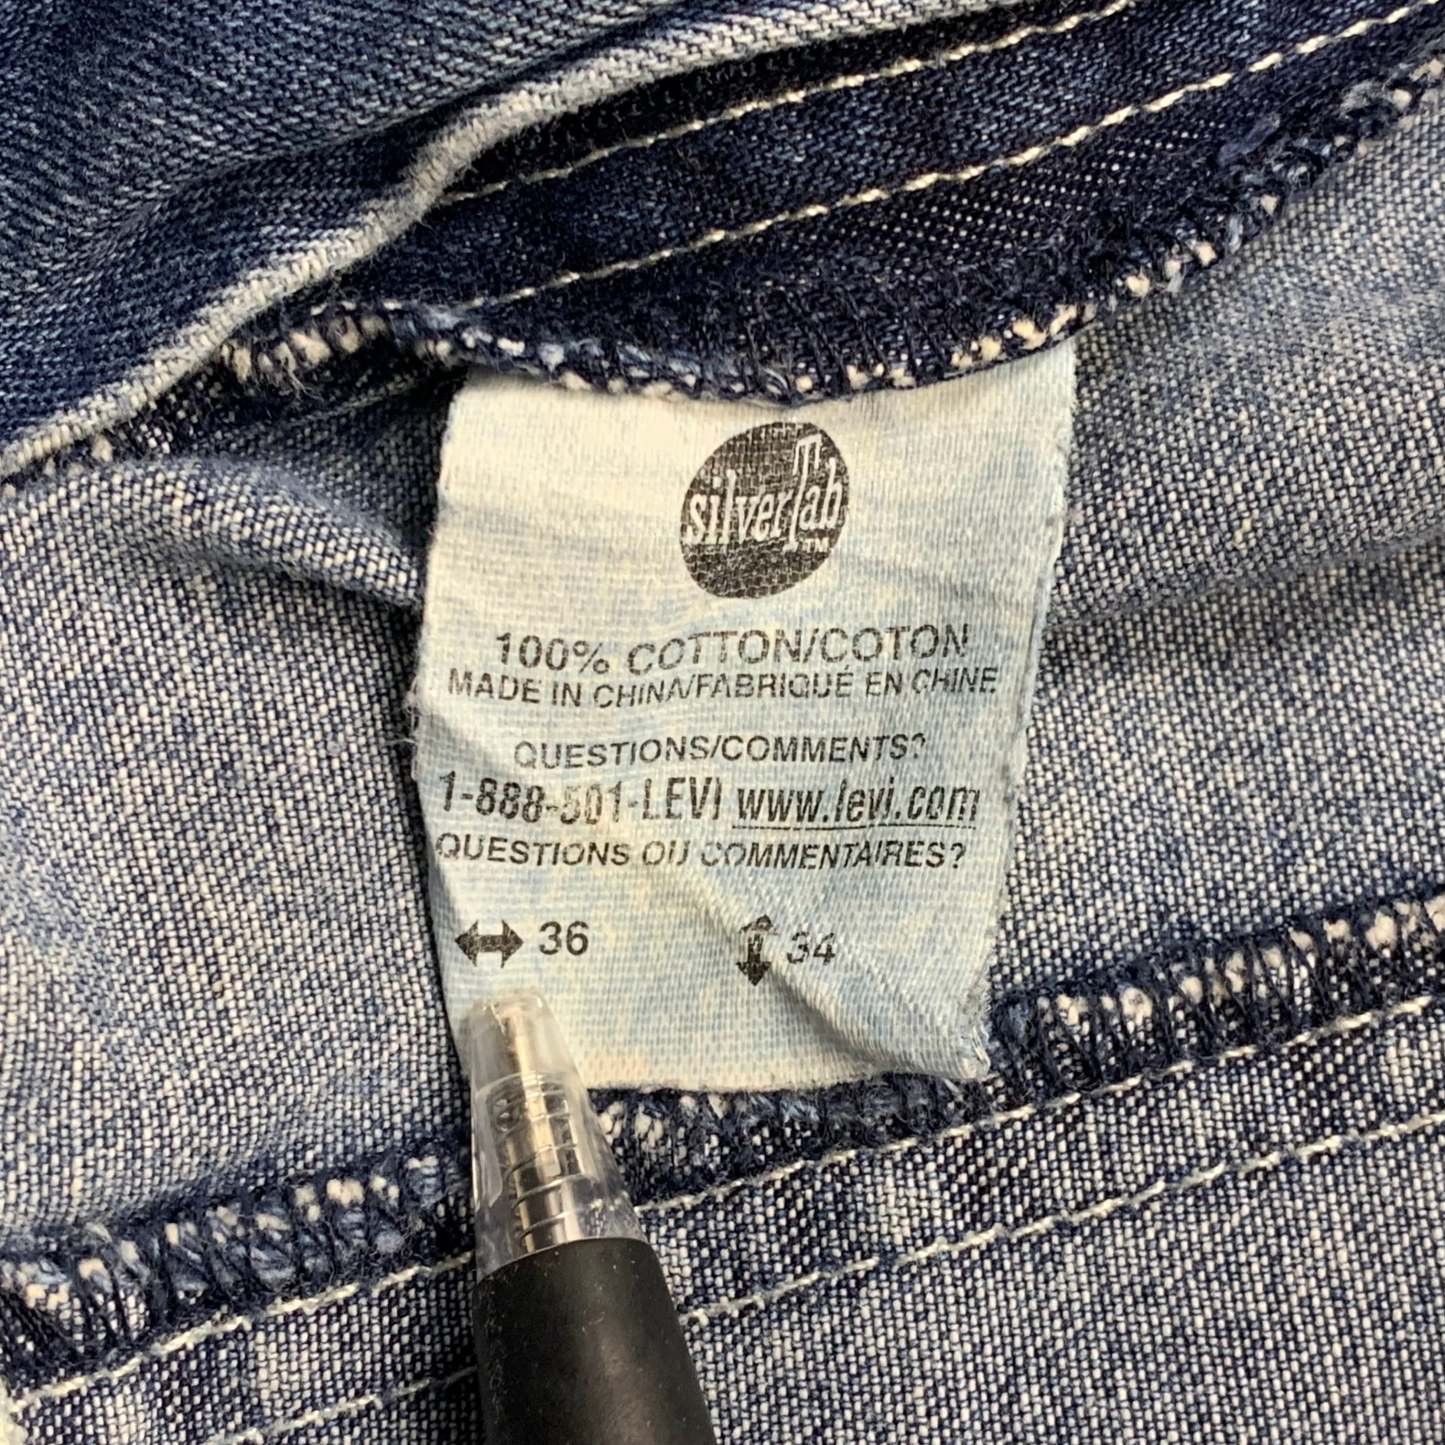 silverTab™
100% COTTON/COTON
MADE IN CHINA/FABRIQUÉ EN CHINE
QUESTIONS/COMMENTS?
1-888-501-LEVI www.levi.com
QUESTIONS OU COMMENTAIRES?
↔ 36 ↕ 34